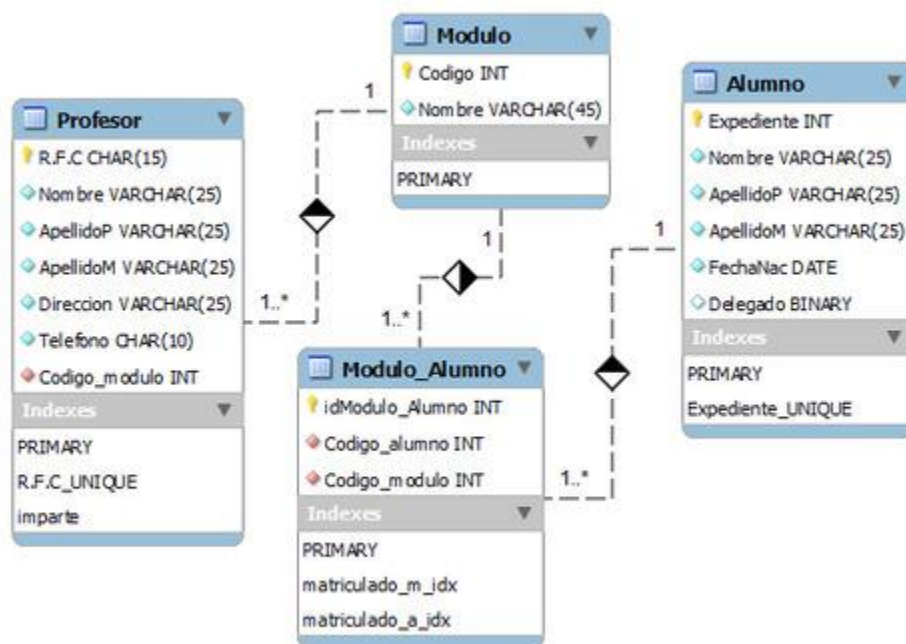 Modulo
Codigo INT
Nombre VARCHAR(45)
Indexes
PRIMARY
Profesor
R.F.C CHAR(15)
Nombre VARCHAR(25)
ApellidoP VARCHAR(25)
ApellidoM VARCHAR(25)
Direccion VARCHAR(25)
Telefono CHAR(10)
Codigo_modulo INT
Indexes
PRIMARY
R.F.C_UNIQUE
imparte
1
1..*
1
1..*
Modulo_Alumno
idModulo_Alumno INT
Codigo_alumno INT
Codigo_modulo INT
Indexes
PRIMARY
matriculado_m_idx
matriculado_a_idx
1
1..*
Alumno
Expediente INT
Nombre VARCHAR(25)
ApellidoP VARCHAR(25)
ApellidoM VARCHAR(25)
FechaNac DATE
Delegado BINARY
Indexes
PRIMARY
Expediente_UNIQUE